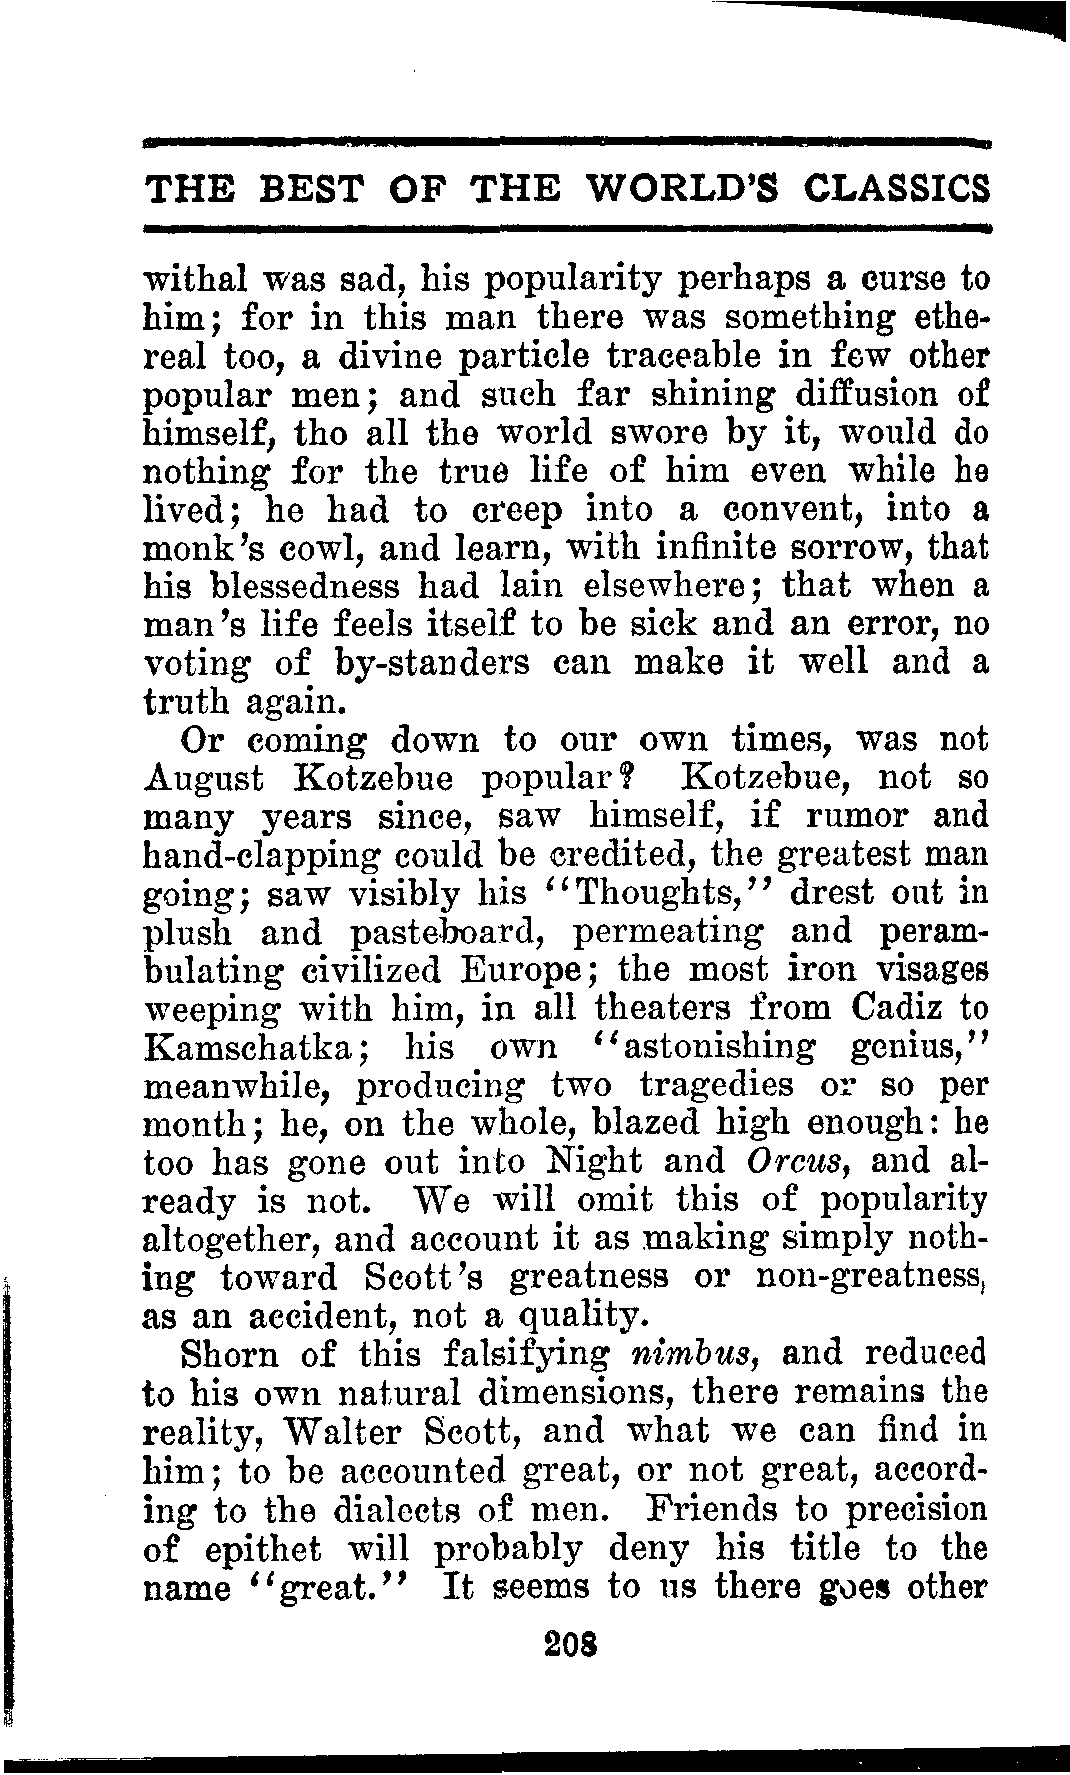 THE BEST OF THE WORLD'S CLASSICS
withal was sad, his popularity perhaps a curse to
him; for in this man there was something ethe-
real too, a divine particle traceable in few other
popular men; and such far shining diffusion of
himself, tho all the world swore by it, would do
nothing for the true life of him even while he
lived; he had to creep into a convent, into a
monk's cowl, and learn, with infinite sorrow, that
his blessedness had lain elsewhere; that when a
man's life feels itself to be sick and an error, no
voting of by-standers can make it well and a
truth again.
Or coming down to our own times, was not
August Kotzebue popular? Kotzebue, not so
many years since, saw himself, if rumor and
hand-clapping could be credited, the greatest man
going; saw visibly his "Thoughts," drest out in
plush and pasteboard, permeating and peram-
bulating civilized Europe; the most iron visages
weeping with him, in all theaters from Cadiz to
Kamschatka; his own "astonishing genius,"
meanwhile, producing two tragedies or so per
month; he, on the whole, blazed high enough: he
too has gone out into Night and Orcus, and al-
ready is not. We will omit this of popularity
altogether, and account it as making simply noth-
ing toward Scott's greatness or non-greatness,
as an accident, not a quality.
Shorn of this falsifying nimbus, and reduced
to his own natural dimensions, there remains the
reality, Walter Scott, and what we can find in
him; to be accounted great, or not great, accord-
ing to the dialects of men. Friends to precision
of epithet will probably deny his title to the
name "great." It seems to us there goes other
208